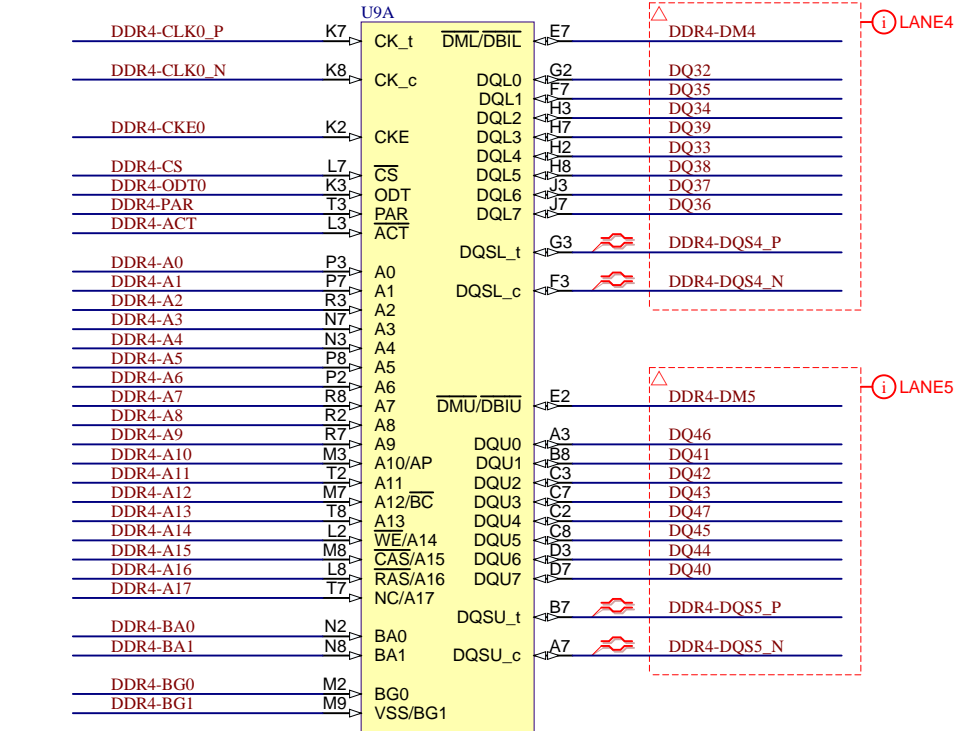 U9A
DDR4-CLK0_P K7 CK_t DML/DBIL E7 DDR4-DM4 i LANE4
DDR4-CLK0_N K8 CK_c DQL0 G2 DQ32
DQL1 F7 DQ35
DQL2 H3 DQ34
DDR4-CKE0 K2 CKE DQL3 H7 DQ39
DQL4 H2 DQ33
DDR4-CS L7 CS DQL5 H8 DQ38
DDR4-ODT0 K3 ODT DQL6 J3 DQ37
DDR4-PAR T3 PAR DQL7 J7 DQ36
DDR4-ACT L3 ACT
DQSL_t G3 DDR4-DQS4_P
DDR4-A0 P3 A0
DDR4-A1 P7 A1 DQSL_c F3 DDR4-DQS4_N
DDR4-A2 R3 A2
DDR4-A3 N7 A3
DDR4-A4 N3 A4
DDR4-A5 P8 A5
DDR4-A6 P2 A6
DDR4-A7 R8 A7 DMU/DBIU E2 DDR4-DM5 i LANE5
DDR4-A8 R2 A8
DDR4-A9 R7 A9 DQU0 A3 DQ46
DDR4-A10 M3 A10/AP DQU1 B8 DQ41
DDR4-A11 T2 A11 DQU2 C3 DQ42
DDR4-A12 M7 A12/BC DQU3 C7 DQ43
DDR4-A13 T8 A13 DQU4 C2 DQ47
DDR4-A14 L2 WE/A14 DQU5 C8 DQ45
DDR4-A15 M8 CAS/A15 DQU6 D3 DQ44
DDR4-A16 L8 RAS/A16 DQU7 D7 DQ40
DDR4-A17 T7 NC/A17
DQSU_t B7 DDR4-DQS5_P
DDR4-BA0 N2 BA0
DDR4-BA1 N8 BA1 DQSU_c A7 DDR4-DQS5_N
DDR4-BG0 M2 BG0
DDR4-BG1 M9 VSS/BG1